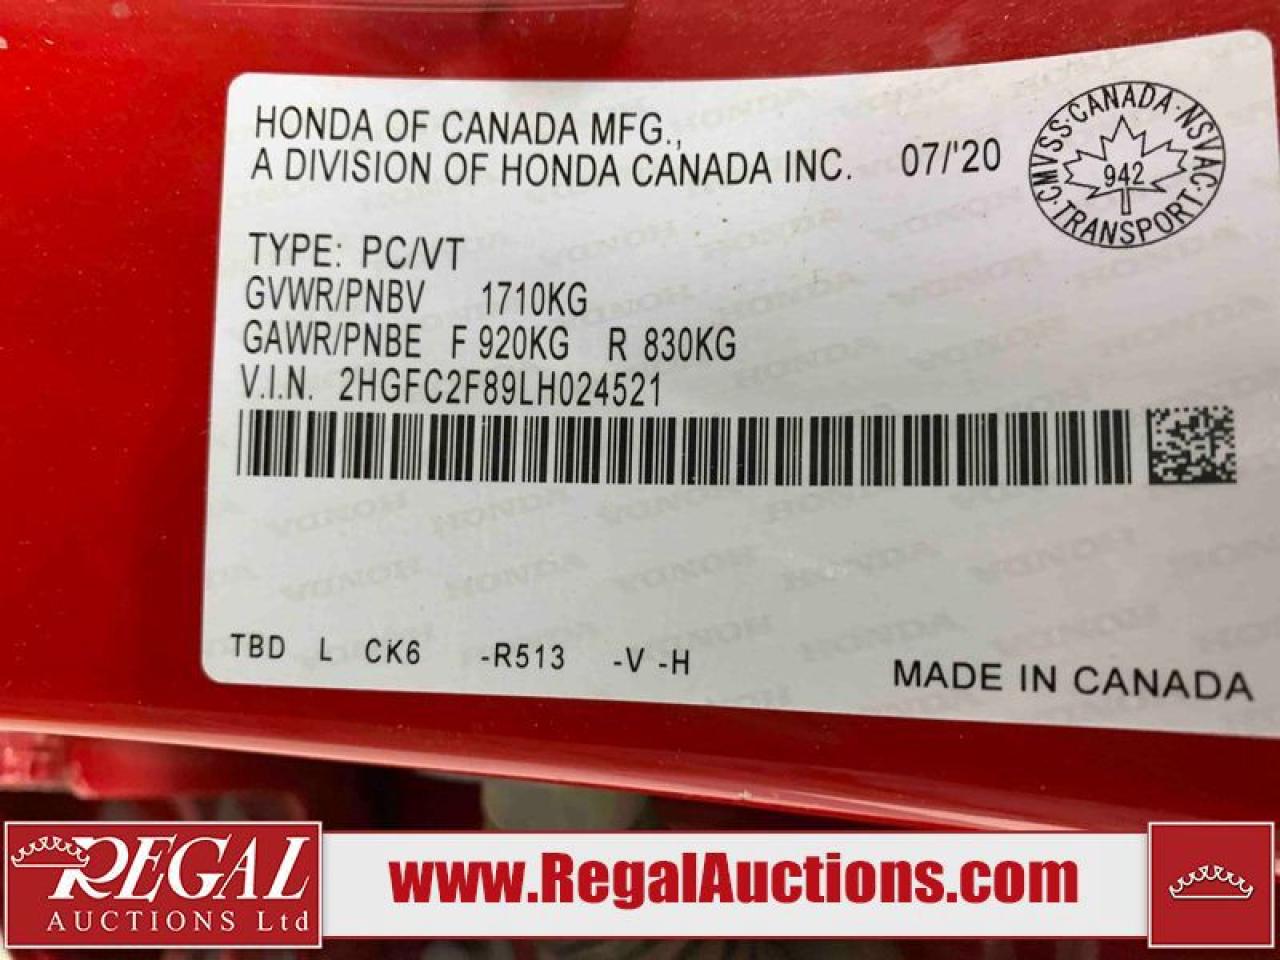 HONDA OF CANADA MFG.,
A DIVISION OF HONDA CANADA INC. 07/'20
CMVSS·CANADA·NSVAC·TRANSPORT·
942
TYPE: PC/VT
GVWR/PNBV 1710KG
GAWR/PNBE F 920KG R 830KG
V.I.N. 2HGFC2F89LH024521
TBD L CK6 -R513 -V -H
MADE IN CANADA
REGAL
AUCTIONS Ltd
www.RegalAuctions.com